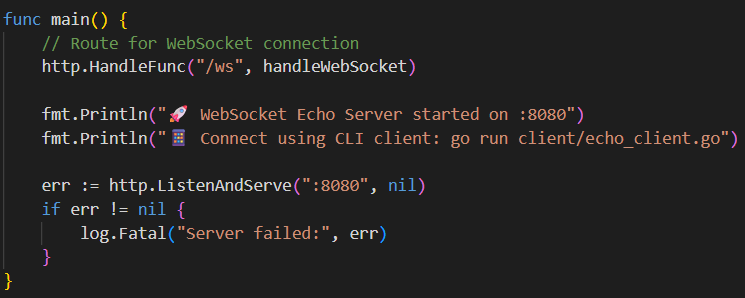 func main() {
// Route for WebSocket connection
http.HandleFunc("/ws", handleWebSocket)
fmt.Println("🚀 WebSocket Echo Server started on :8080")
fmt.Println("📱 Connect using CLI client: go run client/echo_client.go")
err := http.ListenAndServe(":8080", nil)
if err != nil {
log.Fatal("Server failed:", err)
}
}